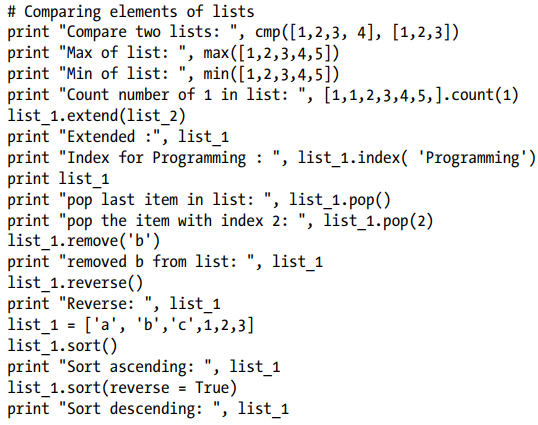 # Comparing elements of lists
print "Compare two lists: ", cmp([1,2,3, 4], [1,2,3])
print "Max of list: ", max([1,2,3,4,5])
print "Min of list: ", min([1,2,3,4,5])
print "Count number of 1 in list: ", [1,1,2,3,4,5,].count(1)
list_1.extend(list_2)
print "Extended :", list_1
print "Index for Programming : ", list_1.index( 'Programming')
print list_1
print "pop last item in list: ", list_1.pop()
print "pop the item with index 2: ", list_1.pop(2)
list_1.remove('b')
print "removed b from list: ", list_1
list_1.reverse()
print "Reverse: ", list_1
list_1 = ['a', 'b','c',1,2,3]
list_1.sort()
print "Sort ascending: ", list_1
list_1.sort(reverse = True)
print "Sort descending: ", list_1